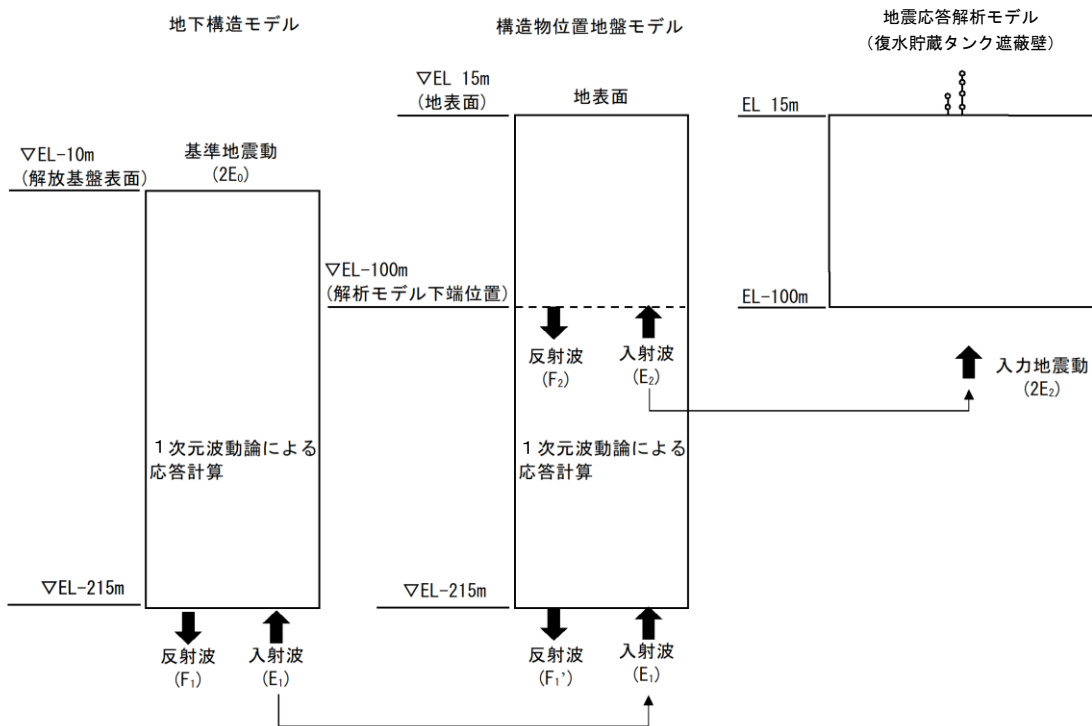 地下構造モデル
▽EL-10m
(解放基盤表面)
基準地震動
(2E₀)
1次元波動論による
応答計算
▽EL-215m
反射波
(F₁)
入射波
(E₁)
構造物位置地盤モデル
▽EL 15m
(地表面)
地表面
▽EL-100m
(解析モデル下端位置)
反射波
(F₂)
入射波
(E₂)
1次元波動論による
応答計算
▽EL-215m
反射波
(F₁')
入射波
(E₁)
地震応答解析モデル
(復水貯蔵タンク遮蔽壁)
EL 15m
EL-100m
入力地震動
(2E₂)